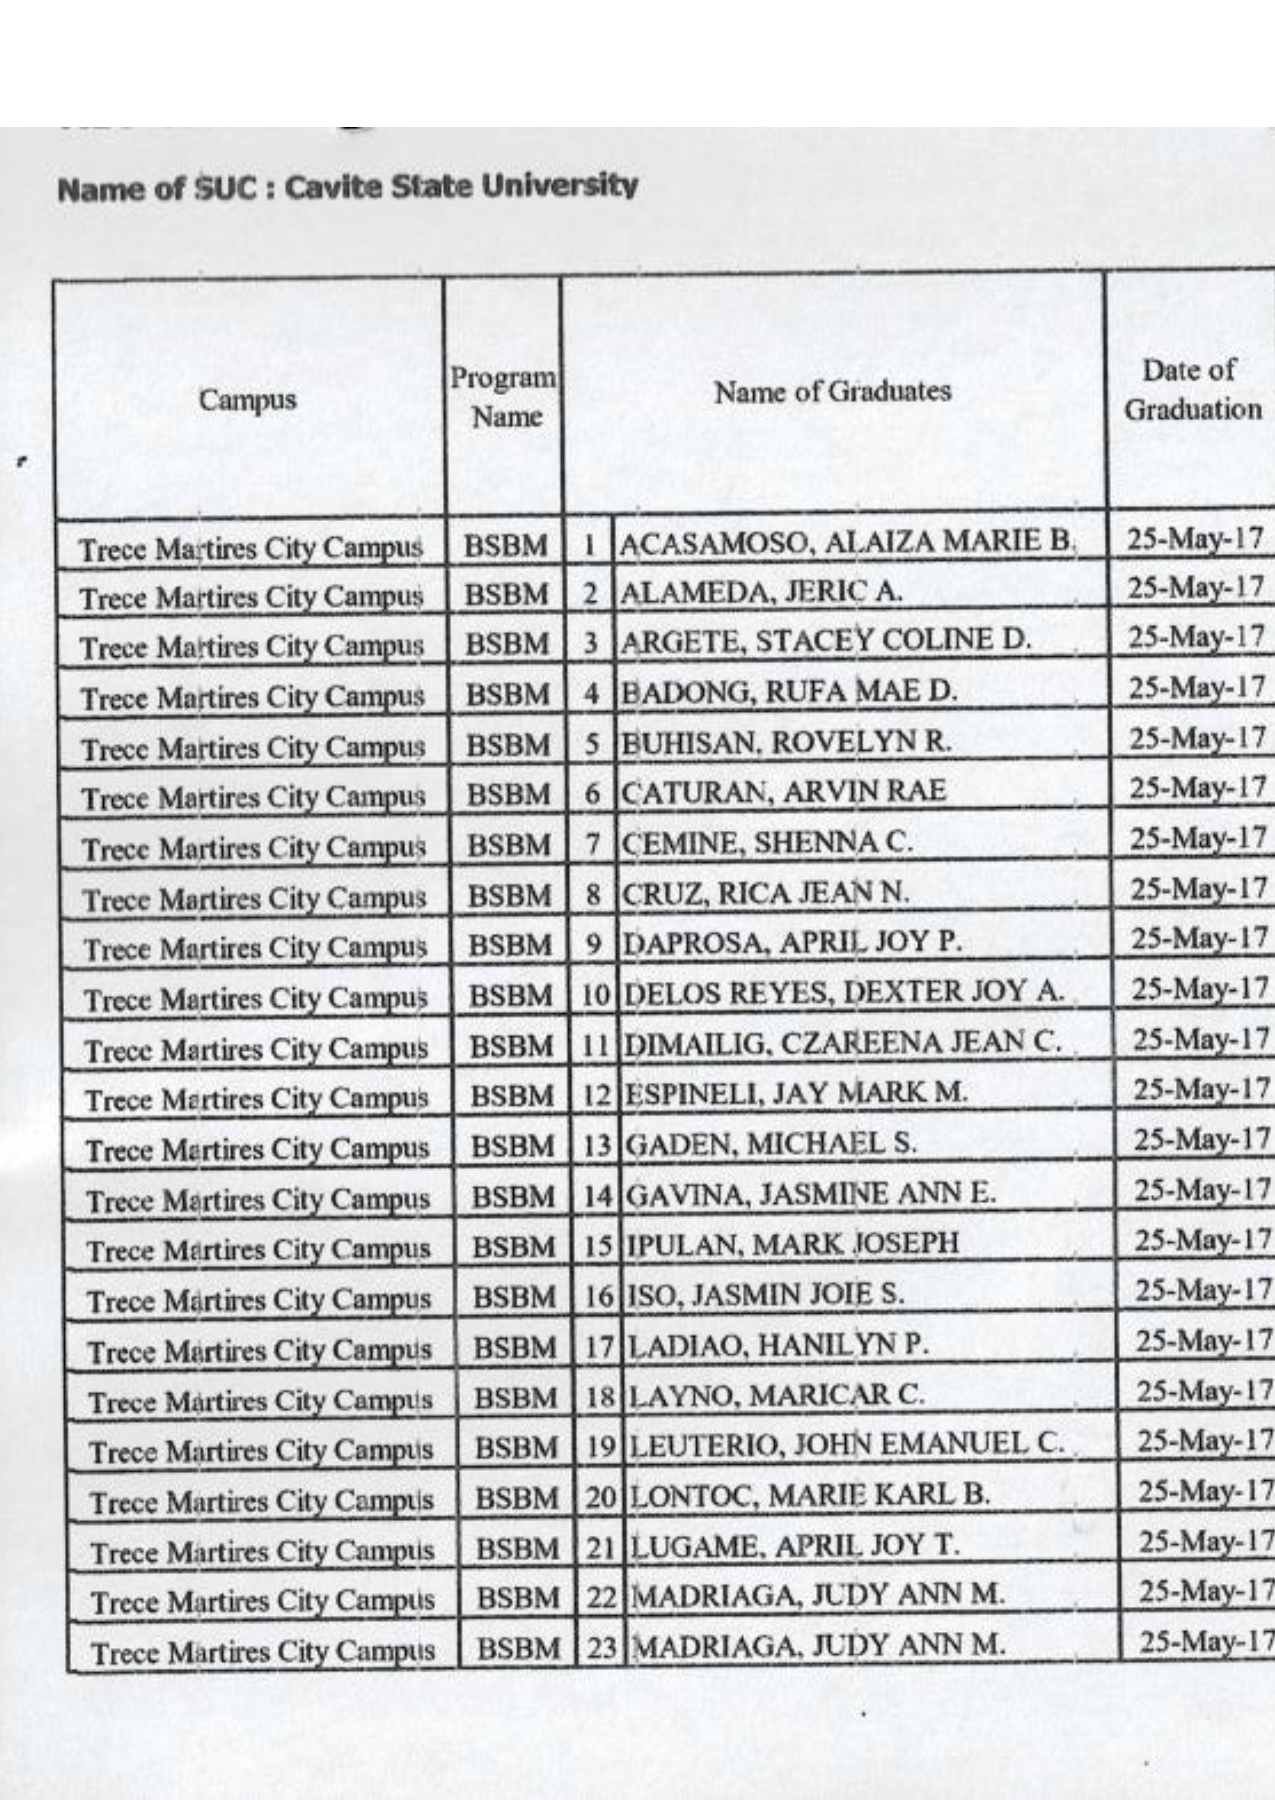 Name of SUC : Cavite State University
Campus Program Name Name of Graduates Date of Graduation
Trece Martires City Campus BSBM 1 ACASAMOSO, ALAIZA MARIE B. 25-May-17
Trece Martires City Campus BSBM 2 ALAMEDA, JERIC A. 25-May-17
Trece Martires City Campus BSBM 3 ARGETE, STACEY COLINE D. 25-May-17
Trece Martires City Campus BSBM 4 BADONG, RUFA MAE D. 25-May-17
Trece Martires City Campus BSBM 5 BUHISAN, ROVELYN R. 25-May-17
Trece Martires City Campus BSBM 6 CATURAN, ARVIN RAE 25-May-17
Trece Martires City Campus BSBM 7 CEMINE, SHENNA C. 25-May-17
Trece Martires City Campus BSBM 8 CRUZ, RICA JEAN N. 25-May-17
Trece Martires City Campus BSBM 9 DAPROSA, APRIL JOY P. 25-May-17
Trece Martires City Campus BSBM 10 DELOS REYES, DEXTER JOY A. 25-May-17
Trece Martires City Campus BSBM 11 DIMAILIG, CZAREENA JEAN C. 25-May-17
Trece Martires City Campus BSBM 12 ESPINELI, JAY MARK M. 25-May-17
Trece Martires City Campus BSBM 13 GADEN, MICHAEL S. 25-May-17
Trece Martires City Campus BSBM 14 GAVINA, JASMINE ANN E. 25-May-17
Trece Martires City Campus BSBM 15 IPULAN, MARK JOSEPH 25-May-17
Trece Martires City Campus BSBM 16 ISO, JASMIN JOIE S. 25-May-17
Trece Martires City Campus BSBM 17 LADIAO, HANILYN P. 25-May-17
Trece Martires City Campus BSBM 18 LAYNO, MARICAR C. 25-May-17
Trece Martires City Campus BSBM 19 LEUTERIO, JOHN EMANUEL C. 25-May-17
Trece Martires City Campus BSBM 20 LONTOC, MARIE KARL B. 25-May-17
Trece Martires City Campus BSBM 21 LUGAME, APRIL JOY T. 25-May-17
Trece Martires City Campus BSBM 22 MADRIAGA, JUDY ANN M. 25-May-17
Trece Martires City Campus BSBM 23 MADRIAGA, JUDY ANN M. 25-May-17